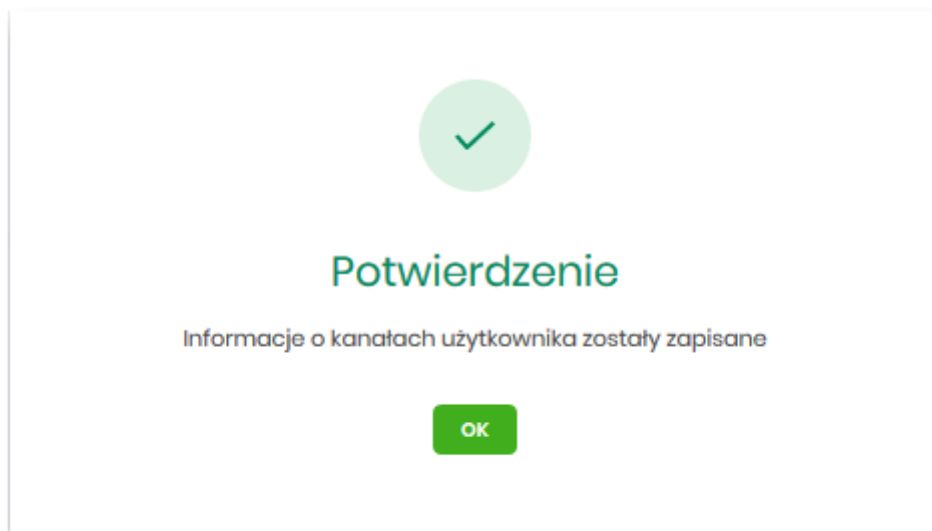 Potwierdzenie
Informacje o kanałach użytkownika zostały zapisane
OK